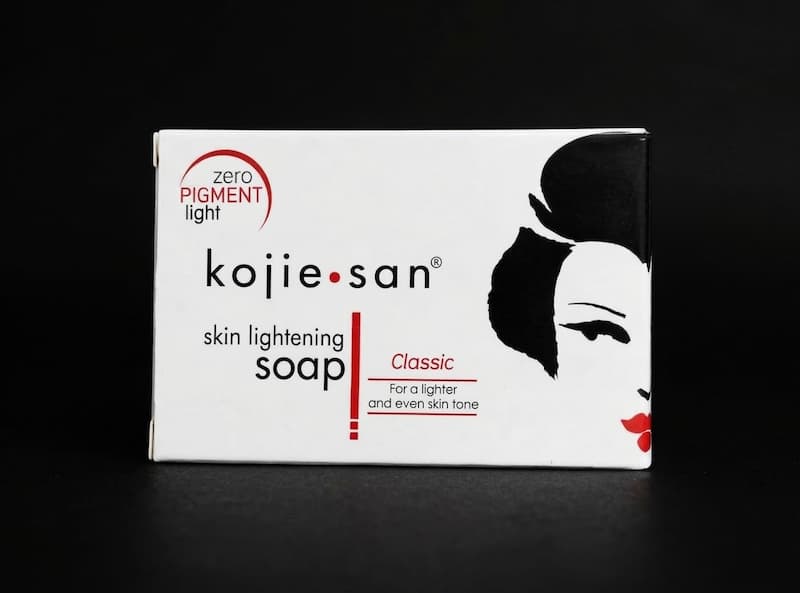 zero
PIGMENT
light
kojie•san®
skin lightening
soap
Classic
For a lighter
and even skin tone